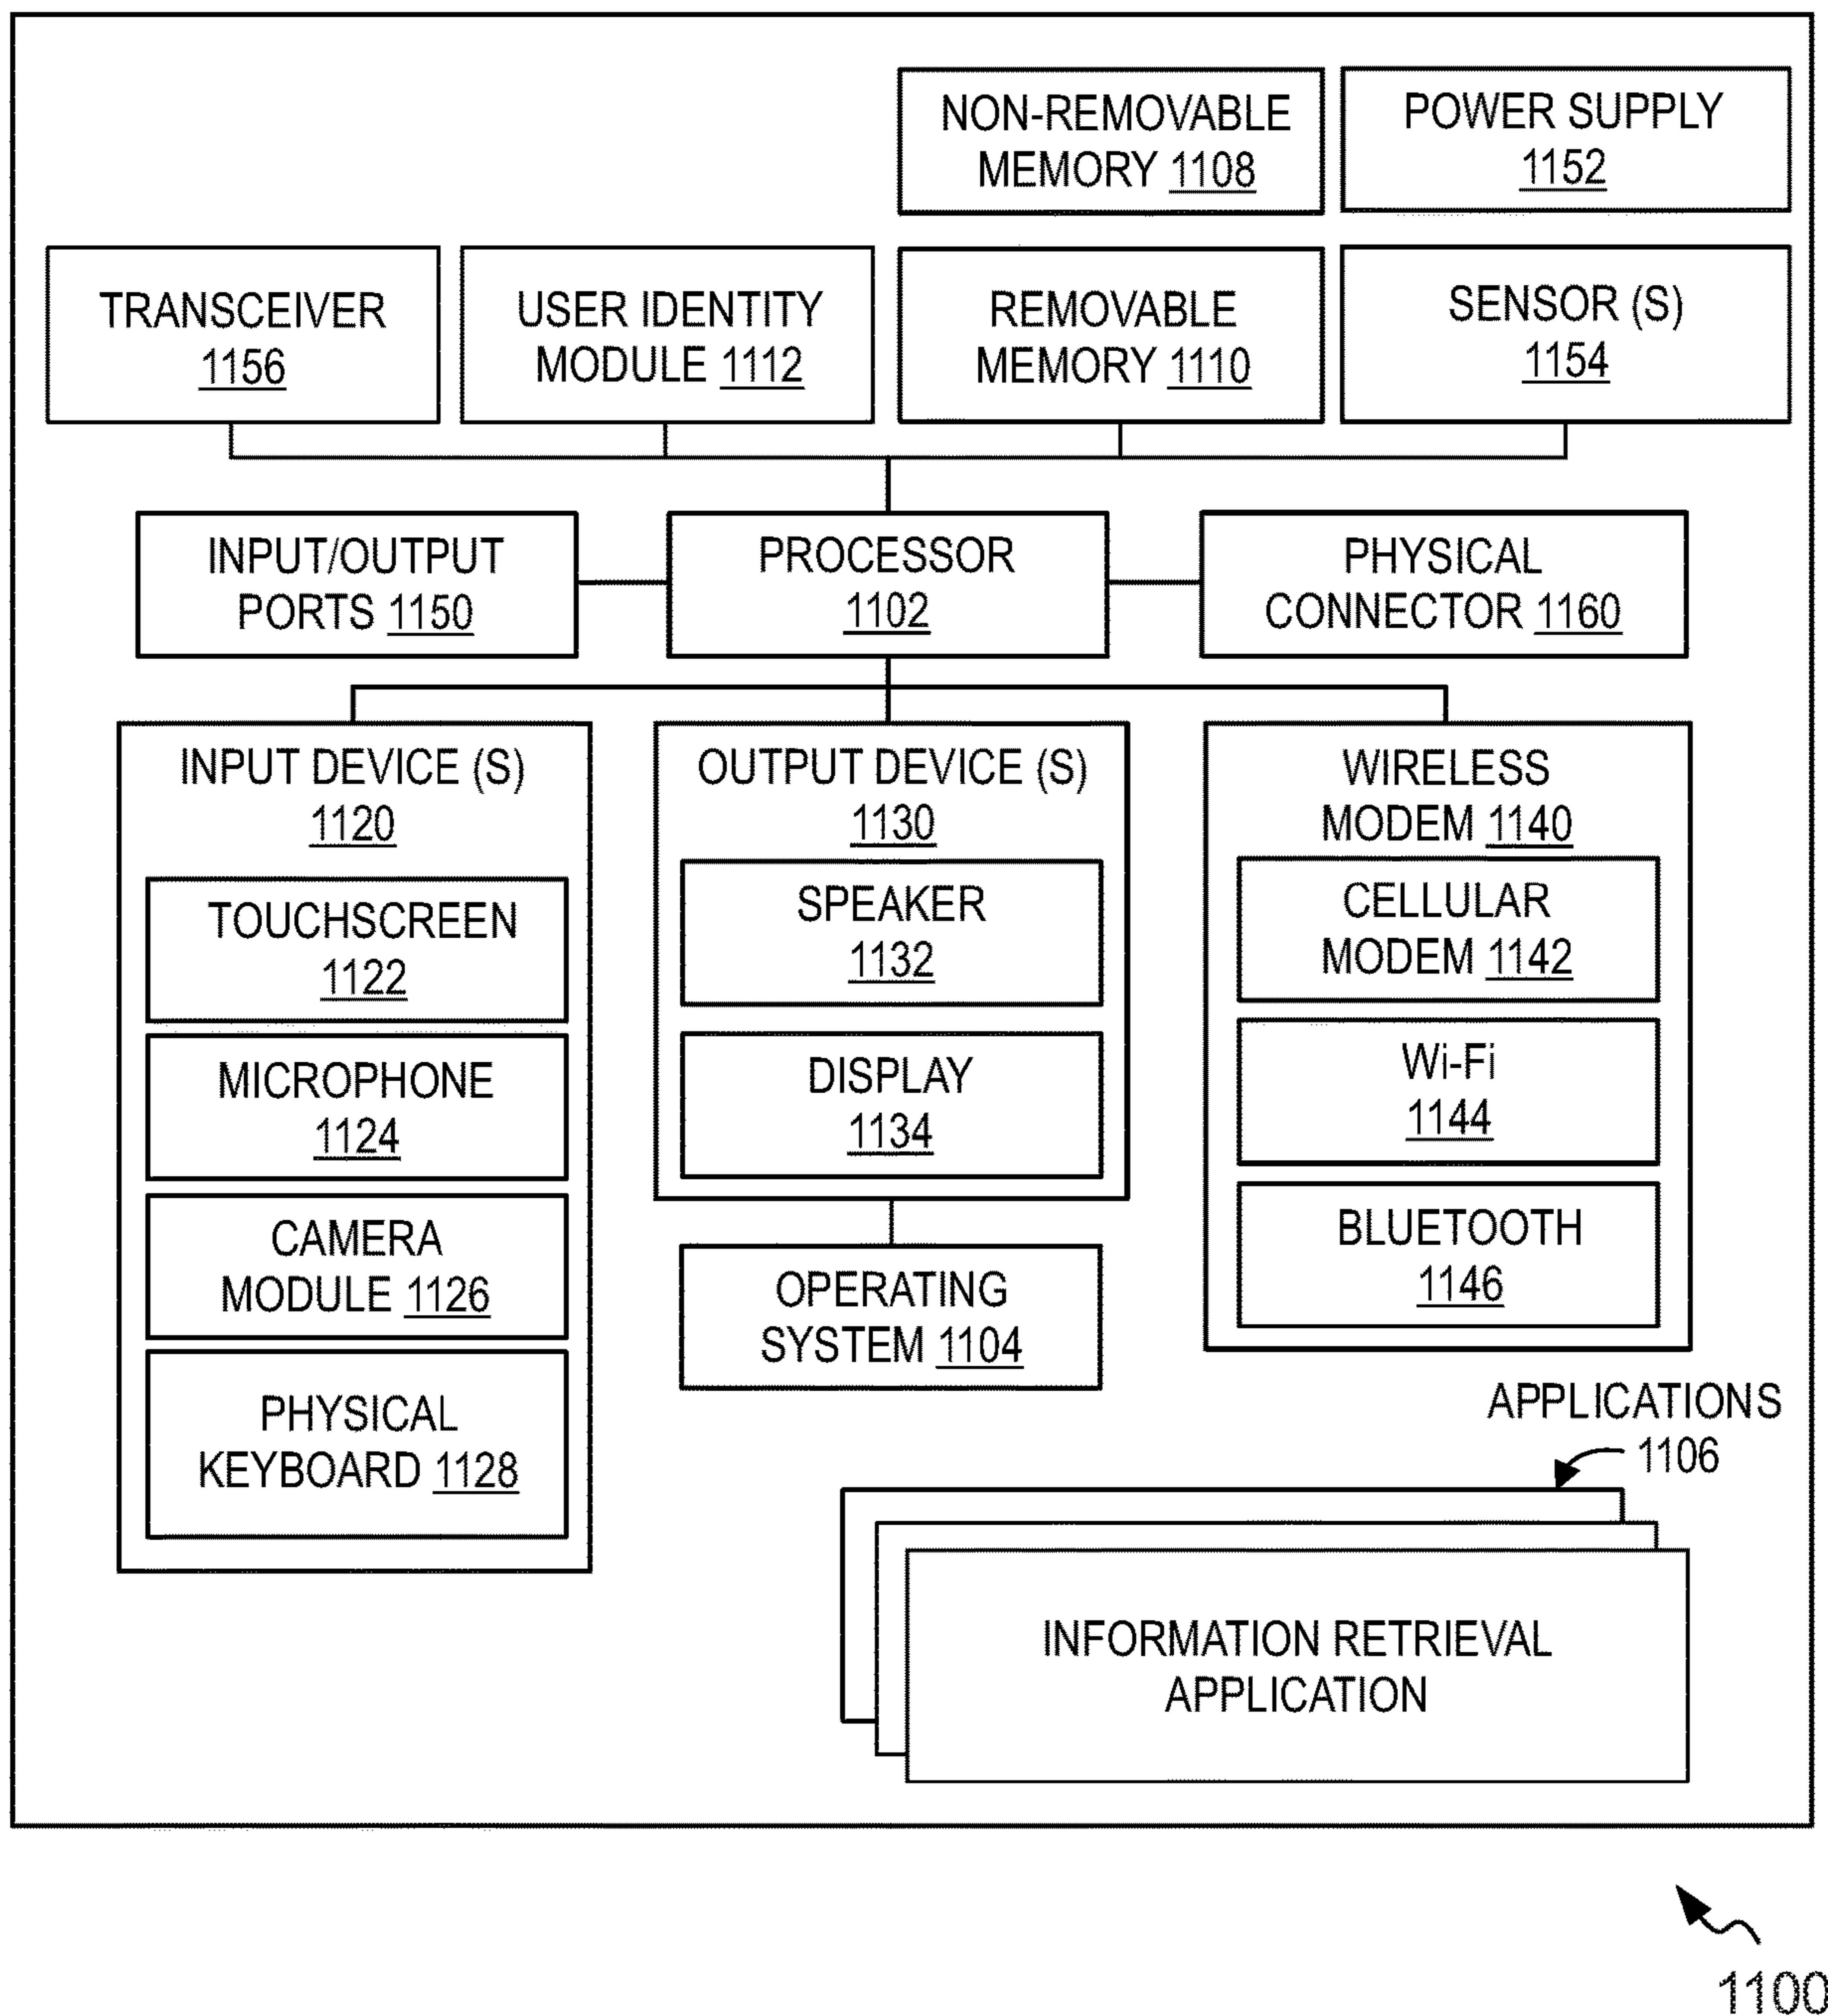 NON-REMOVABLE
MEMORY 1108
POWER SUPPLY
1152
TRANSCEIVER
1156
USER IDENTITY
MODULE 1112
REMOVABLE
MEMORY 1110
SENSOR (S)
1154
INPUT/OUTPUT
PORTS 1150
PROCESSOR
1102
PHYSICAL
CONNECTOR 1160
INPUT DEVICE (S)
1120
TOUCHSCREEN
1122
MICROPHONE
1124
CAMERA
MODULE 1126
PHYSICAL
KEYBOARD 1128
OUTPUT DEVICE (S)
1130
SPEAKER
1132
DISPLAY
1134
OPERATING
SYSTEM 1104
WIRELESS
MODEM 1140
CELLULAR
MODEM 1142
Wi-Fi
1144
BLUETOOTH
1146
APPLICATIONS
1106
INFORMATION RETRIEVAL
APPLICATION
1100